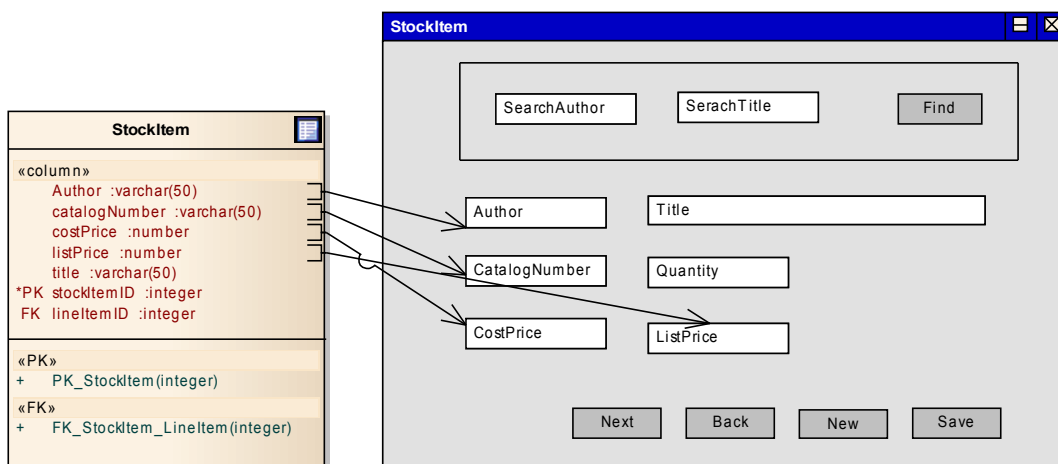 StockItem
«column»
Author :varchar(50)
catalogNumber :varchar(50)
costPrice :number
listPrice :number
title :varchar(50)
*PK stockItemID :integer
FK lineItemID :integer
«PK»
+ PK_StockItem(integer)
«FK»
+ FK_StockItem_LineItem(integer)
StockItem
SearchAuthor SerachTitle Find
Author Title
CatalogNumber Quantity
CostPrice ListPrice
Next Back New Save